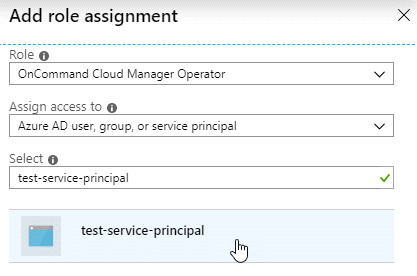 Add role assignment
Role
OnCommand Cloud Manager Operator
Assign access to
Azure AD user, group, or service principal
Select
test-service-principal
test-service-principal